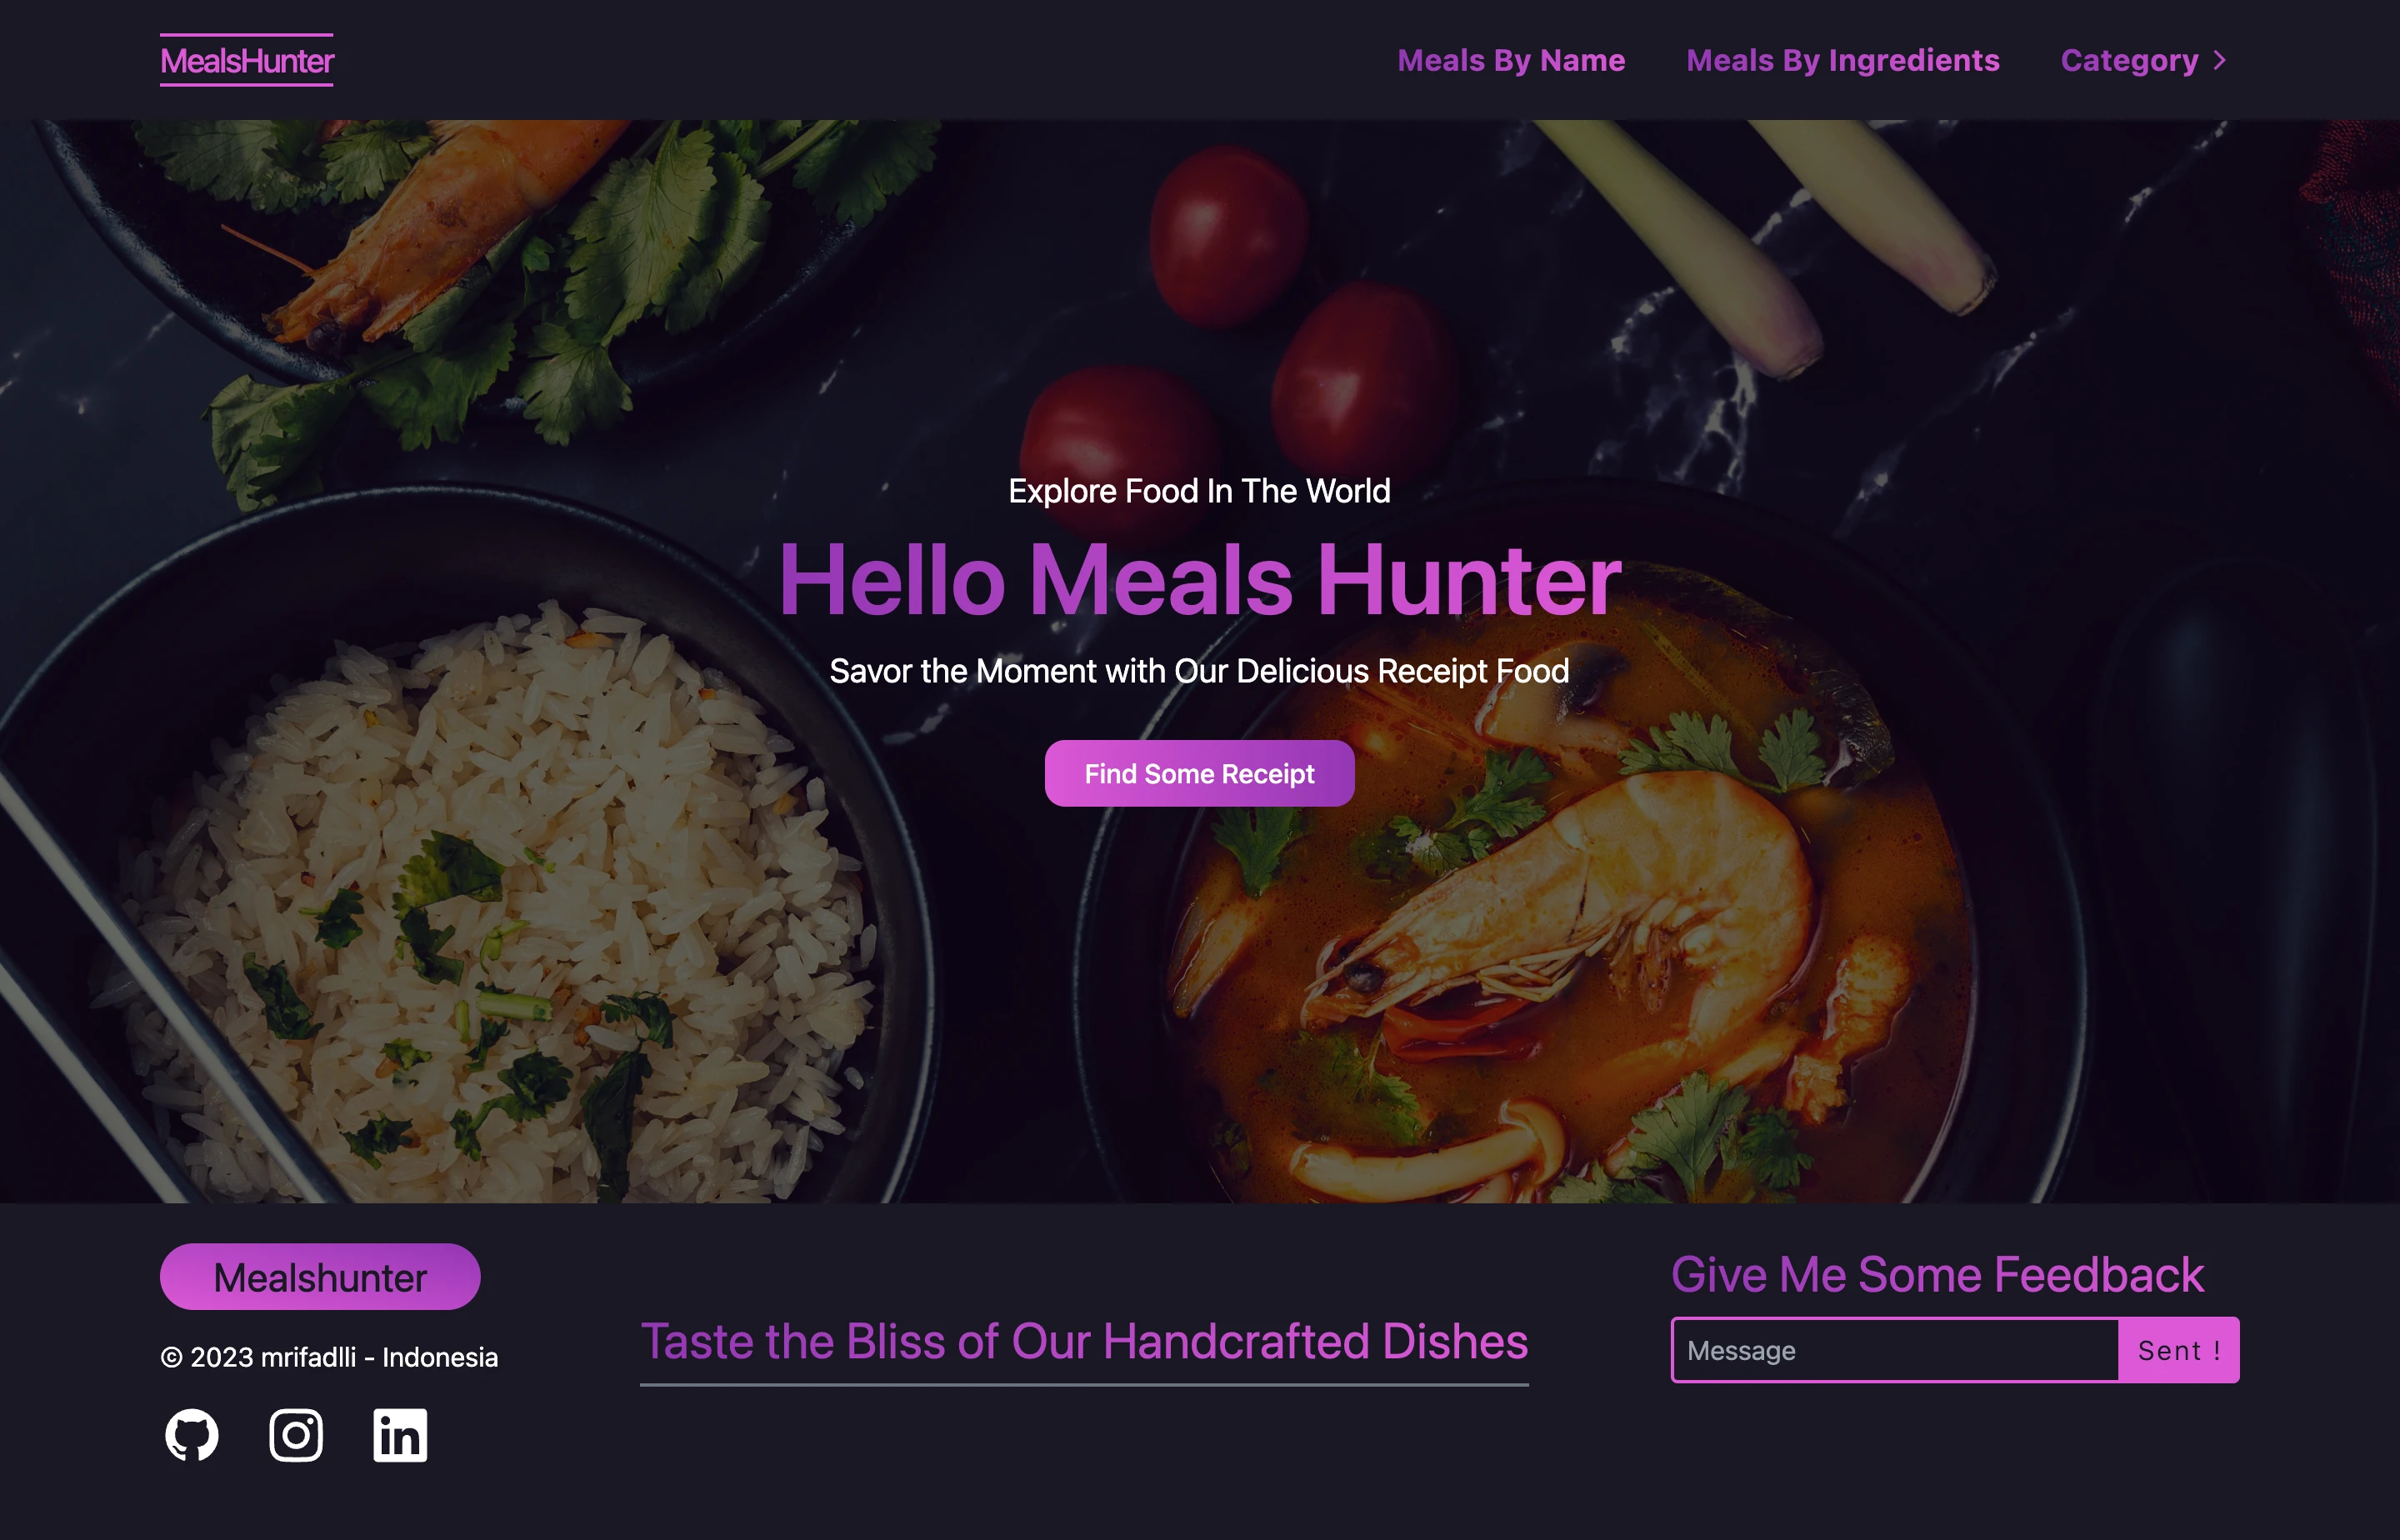 MealsHunter
Meals By Name
Meals By Ingredients
Category
Explore Food In The World
Hello Meals Hunter
Savor the Moment with Our Delicious Receipt Food
Find Some Receipt
Mealshunter
© 2023 mrifadlli - Indonesia
Taste the Bliss of Our Handcrafted Dishes
Give Me Some Feedback
Message
Sent !